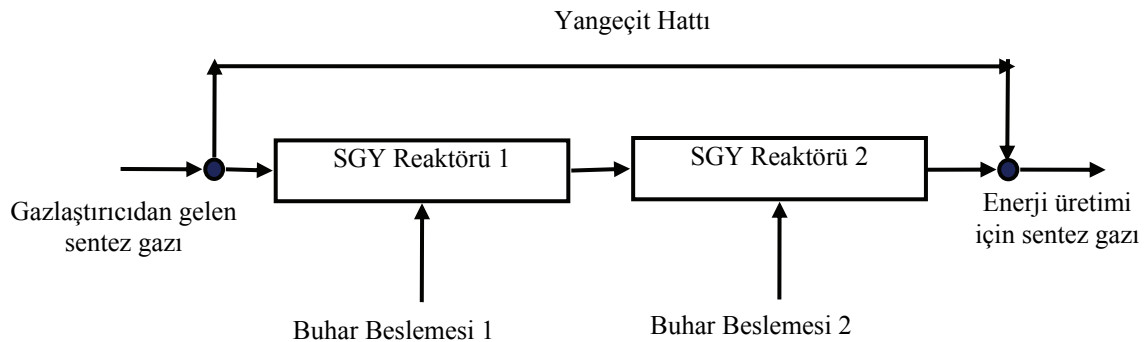 Yangeçit Hattı
SGY Reaktörü 1
SGY Reaktörü 2
Gazlaştırıcıdan gelen
sentez gazı
Enerji üretimi
için sentez gazı
Buhar Beslemesi 1
Buhar Beslemesi 2